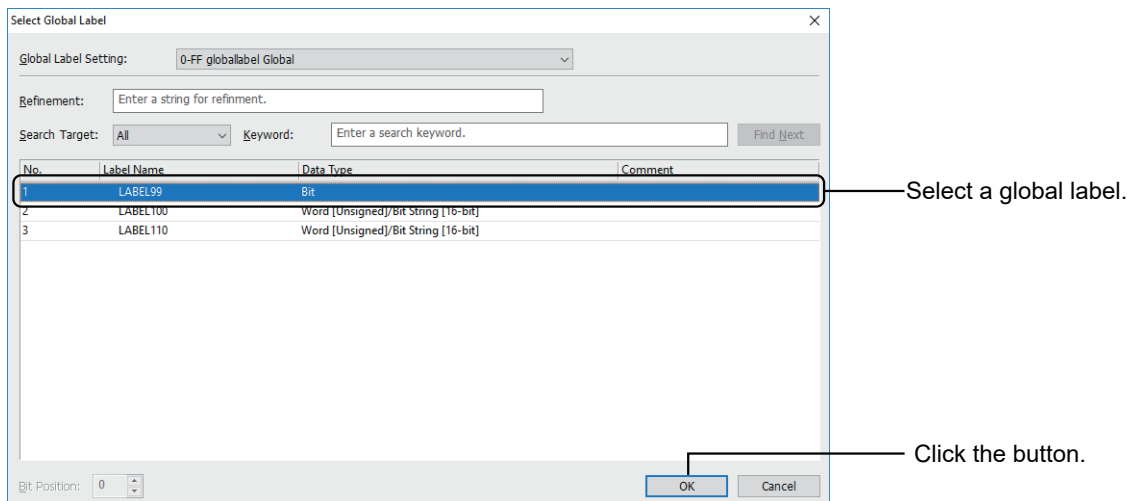 Select Global Label
Global Label Setting: 0-FF globallabel Global
Refinement: Enter a string for refinment.
Search Target: All Keyword: Enter a search keyword. Find Next
No. Label Name Data Type Comment
1 LABEL99 Bit
Select a global label.
2 LABEL100 Word [Unsigned]/Bit String [16-bit]
3 LABEL110 Word [Unsigned]/Bit String [16-bit]
Click the button.
Bit Position: 0 OK Cancel